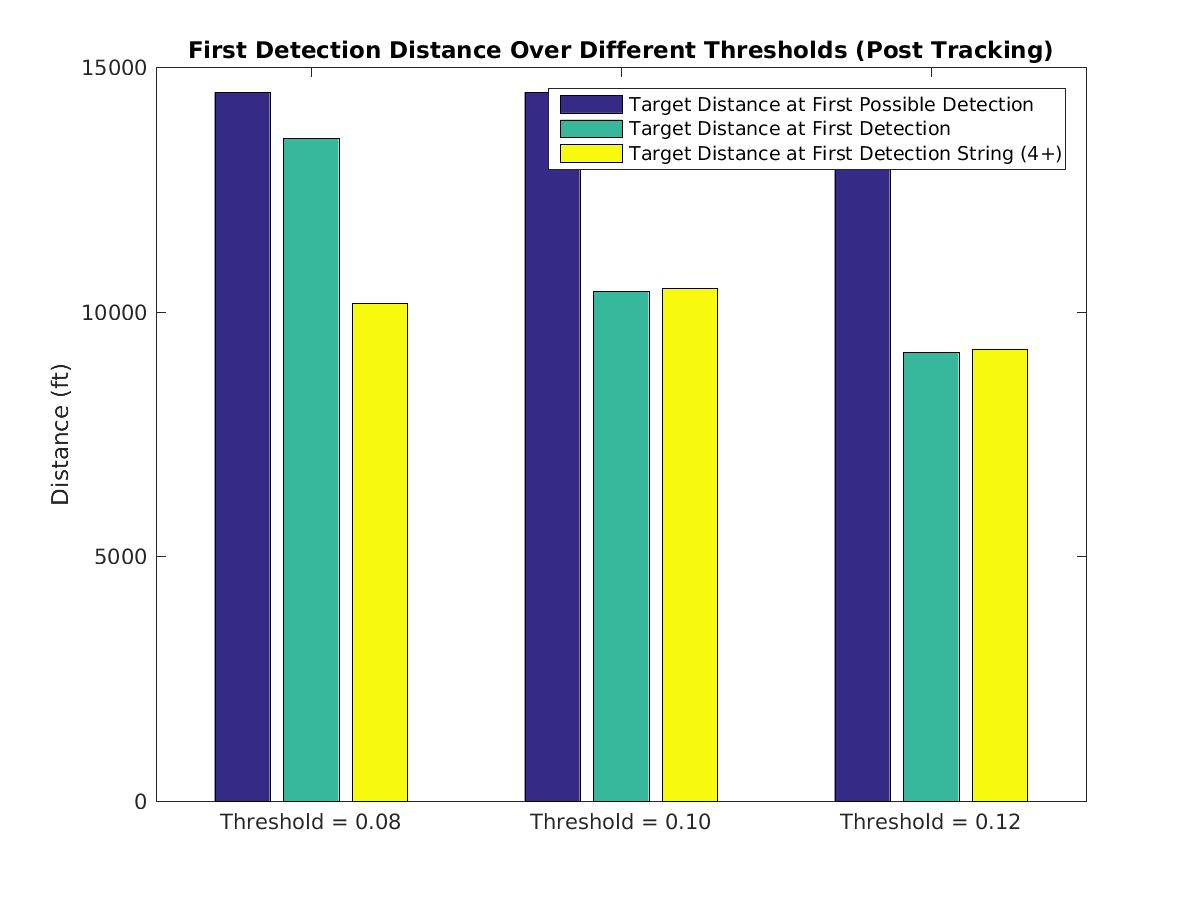 First Detection Distance Over Different Thresholds (Post Tracking)
15000
Target Distance at First Possible Detection
Target Distance at First Detection
Target Distance at First Detection String (4+)
10000
Distance (ft)
5000
0
Threshold = 0.08
Threshold = 0.10
Threshold = 0.12